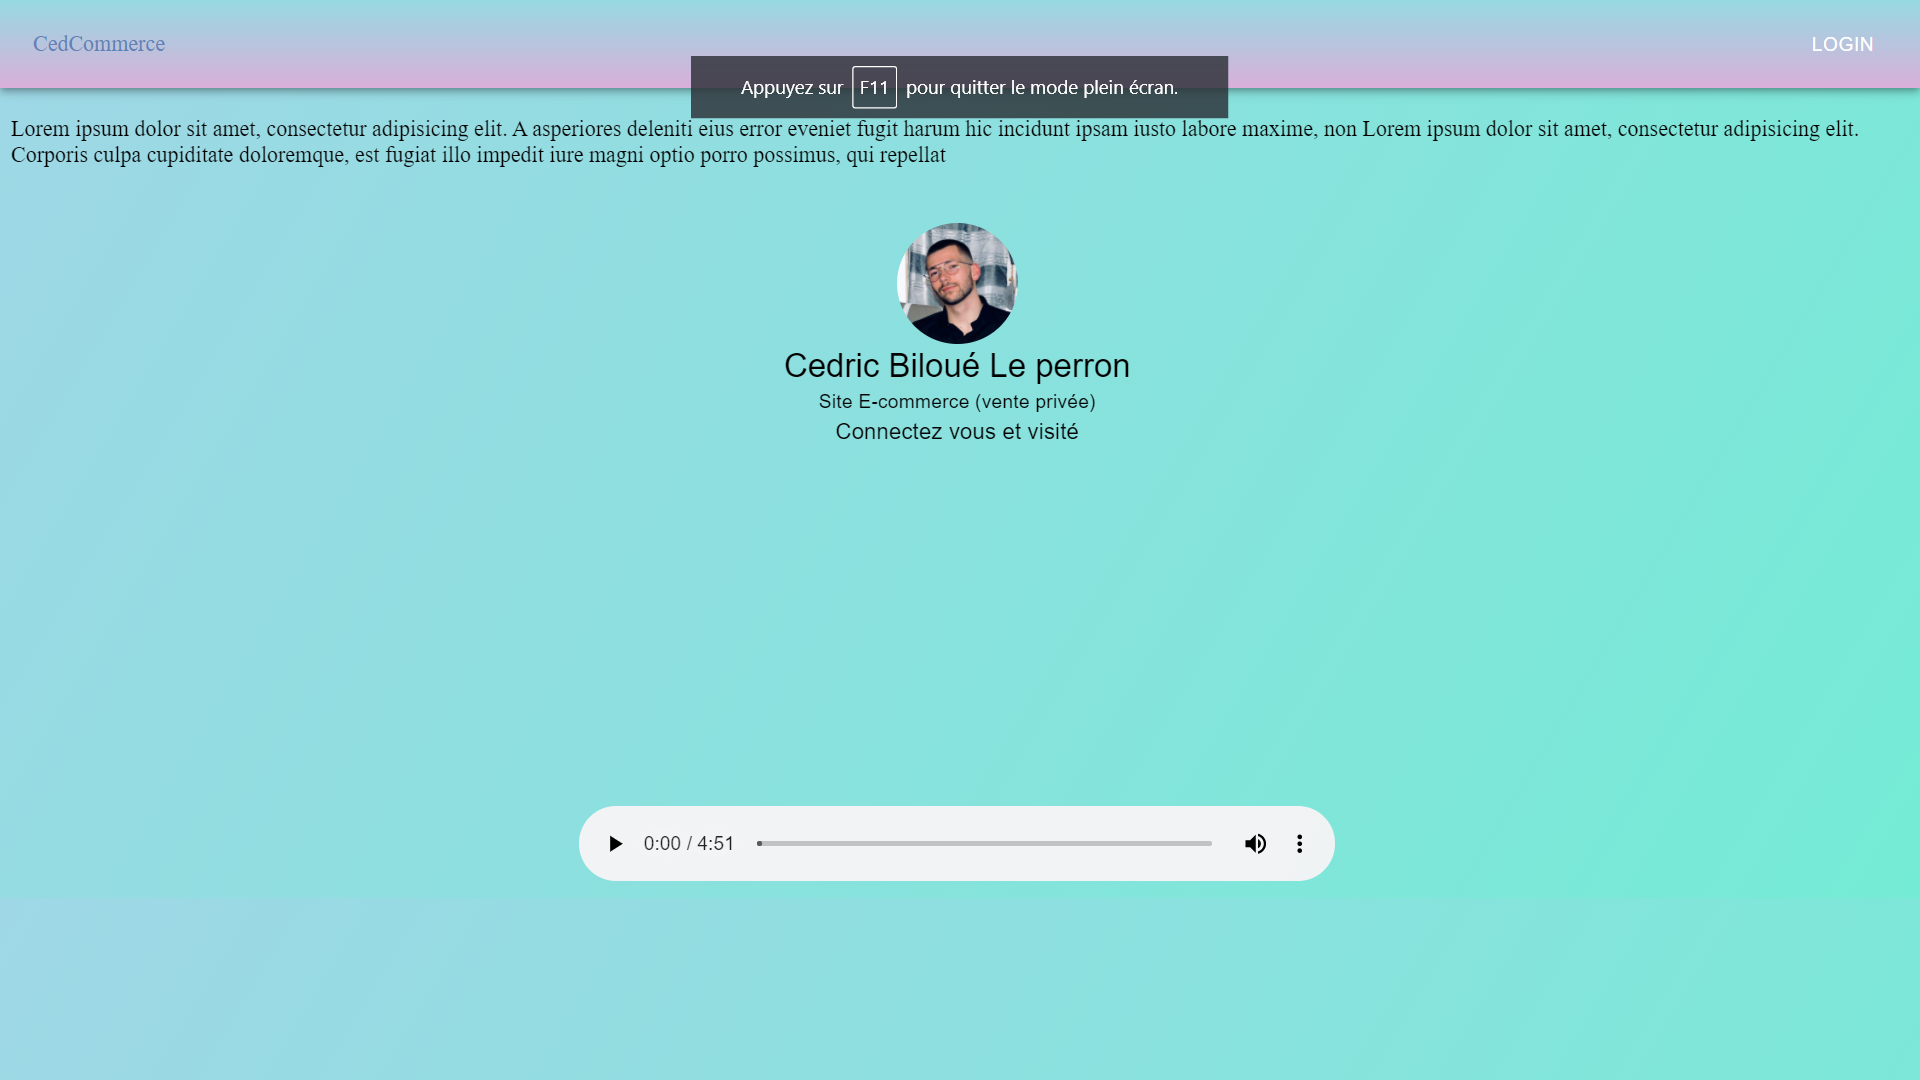 CedCommerce
LOGIN
Appuyez sur F11 pour quitter le mode plein écran.
Lorem ipsum dolor sit amet, consectetur adipisicing elit. A asperiores deleniti eius error eveniet fugit harum hic incidunt ipsam iusto labore maxime, non Lorem ipsum dolor sit amet, consectetur adipisicing elit.
Corporis culpa cupiditate doloremque, est fugiat illo impedit iure magni optio porro possimus, qui repellat
Cedric Biloué Le perron
Site E-commerce (vente privée)
Connectez vous et visité
0:00 / 4:51